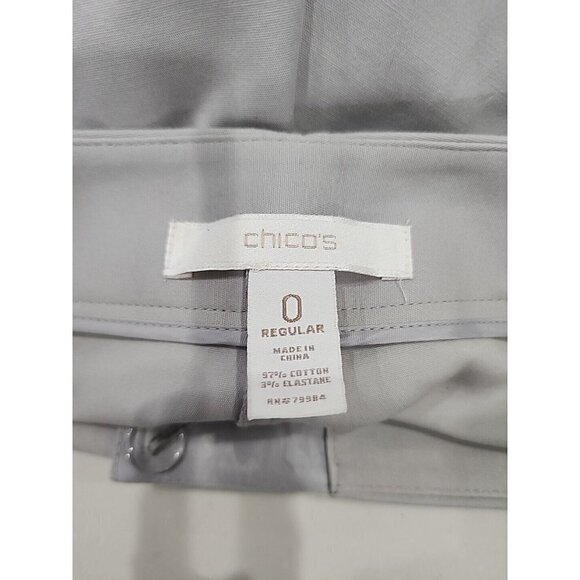 chico's
0
REGULAR
MADE IN
CHINA
97% COTTON
3% ELASTANE
RN# 79984